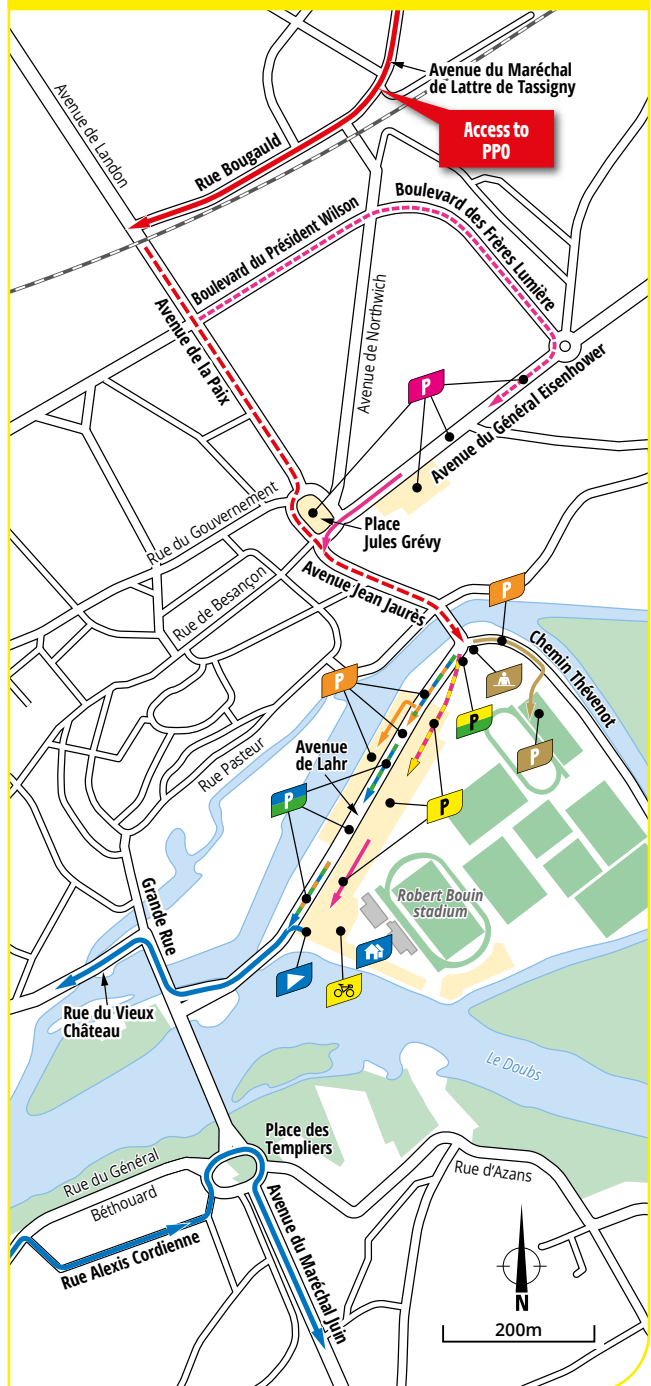 Avenue du Maréchal
de Lattre de Tassigny
Access to
PPO
Avenue de Landon
Rue Bougauld
Boulevard du Président Wilson
Boulevard des Frères Lumière
Avenue de la Paix
Avenue de Northwich
P
Avenue du Général Eisenhower
Rue du Gouvernement
Place
Jules Grévy
Rue de Besançon
Avenue Jean Jaurès
P
Chemin Thévenot
P
P
P
Rue Pasteur
Avenue
de Lahr
P
P
Robert Bouin
stadium
Grande Rue
Rue du Vieux
Château
Le Doubs
Place des
Templiers
Rue du Général
Béthouard
Rue d'Azans
Rue Alexis Cordienne
Avenue du Maréchal Juin
N
200m